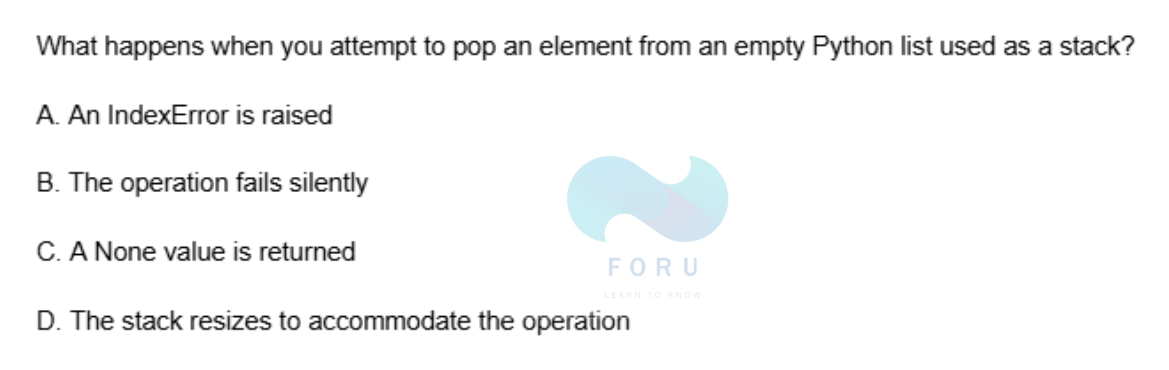 What happens when you attempt to pop an element from an empty Python list used as a stack?
A. An IndexError is raised
B. The operation fails silently
C. A None value is returned
FORU
LEARN TO KNOW
D. The stack resizes to accommodate the operation